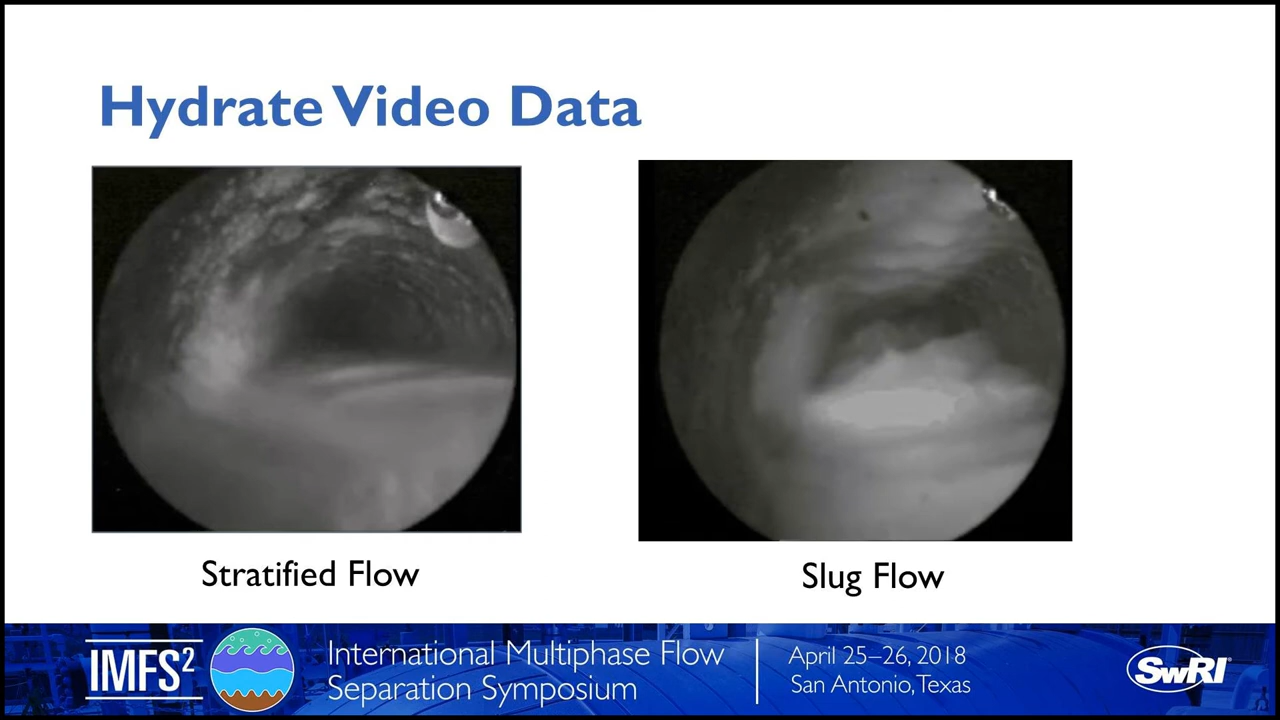 Hydrate Video Data
Stratified Flow
Slug Flow
IMFS²
International Multiphase Flow
Separation Symposium
April 25–26, 2018
San Antonio, Texas
SwRI®